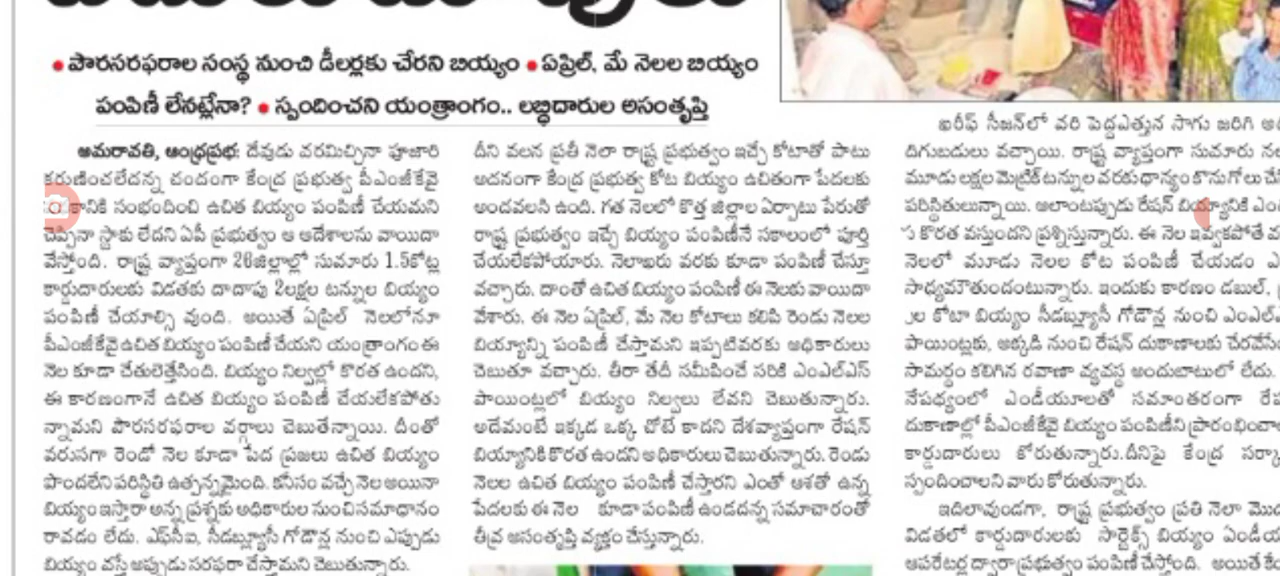 • పౌరసరఫరాల సంస్థ నుంచి డీలర్లకు చేరని బియ్యం • ఏప్రిల్, మే నెలల బియ్యం
పంపిణీ లేనట్లేనా? • స్పందించని యంత్రాంగం.. లబ్ధిదారుల అసంతృప్తి
అమరావతి, ఆంధ్రప్రభ: దేవుడు వరమిచ్చినా పూజారి
కరుణించలేదన్న చందంగా కేంద్ర ప్రభుత్వ పీఎంజీకేవై
కానికి సంభందించి ఉచిత బియ్యం పంపిణీ చేయమని
చెప్పినా స్టాకు లేదని ఏపీ ప్రభుత్వం ఆ ఆదేశాలను వాయిదా
వేస్తోంది. రాష్ట్ర వ్యాప్తంగా 26జిల్లాల్లో సుమారు 1.5కోట్ల
కార్డుదారులకు విడతకు దాదాపు 2లక్షల టన్నుల బియ్యం
పంపిణీ చేయాల్సి వుంది. అయితే ఏప్రిల్ నెలలోనూ
పీఎంజీకేవై ఉచిత బియ్యం పంపిణీ చేయని యంత్రాంగం ఈ
నెల కూడా చేతులెత్తేసింది. బియ్యం నిల్వల్లో కొరత ఉందని,
ఈ కారణంగానే ఉచిత బియ్యం పంపిణీ చేయలేకపోతు
న్నామని పౌరసరఫరాల వర్గాలు చెబుతేన్నాయి. దీంతో
వరుసగా రెండో నెల కూడా పేద ప్రజలు ఉచిత బియ్యం
పొందలేని పరిస్థితి ఉత్పన్నమైంది. కనీసం వచ్చే నెల అయినా
బియ్యం ఇస్తారా అన్న ప్రశ్నకు అధికారుల నుంచి సమాధానం
రావడం లేదు. ఎఫ్‌సీఐ, సీడబ్ల్యూసీ గోడౌన్ల నుంచి ఎప్పుడు
బియ్యం వస్తే అప్పుడు సరఫరా చేస్తామని చెబుతున్నారు.
దీని వలన ప్రతీ నెలా రాష్ట్ర ప్రభుత్వం ఇచ్చే కోటాతో పాటు
అదనంగా కేంద్ర ప్రభుత్వ కోట బియ్యం ఉచితంగా పేదలకు
అందవలసి ఉంది. గత నెలలో కొత్త జిల్లాల ఏర్పాటు పేరుతో
రాష్ట్ర ప్రభుత్వం ఇచ్చే బియ్యం పంపిణీనే సకాలంలో పూర్తి
చేయలేకపోయారు. నెలాఖరు వరకు కూడా పంపిణీ చేస్తూ
వచ్చారు. దాంతో ఉచిత బియ్యం పంపిణీ ఈ నెలకు వాయిదా
వేశారు. ఈ నెల ఏప్రిల్, మే నెల కోటాలు కలిపి రెండు నెలల
బియ్యాన్ని పంపిణీ చేస్తామని ఇప్పటివరకు అధికారులు
చెబుతూ వచ్చారు. తీరా తేదీ సమీపించే సరికి ఎంఎల్ఎస్
పాయింట్లలో బియ్యం నిల్వలు లేవని చెబుతున్నారు.
అదేమంటే ఇక్కడ ఒక్క చోటే కాదని దేశవ్యాప్తంగా రేషన్
బియ్యానికి కొరత ఉందని అధికారులు చెబుతున్నారు. రెండు
నెలల ఉచిత బియ్యం పంపిణీ చేస్తారని ఎంతో ఆశతో ఉన్న
పేదలకు ఈ నెల కూడా పంపిణీ ఉండదన్న సమాచారంతో
తీవ్ర అసంతృప్తి వ్యక్తం చేస్తున్నారు.
ఖరీఫ్ సీజన్‌లో వరి పెద్దఎత్తున సాగు జరిగి
దిగుబడులు వచ్చాయి. రాష్ట్ర వ్యాప్తంగా సుమారు
మూడు లక్షల మెట్రిక్ టన్నుల వరకు ధాన్యం కొనుగోలు
పరిస్థితులున్నాయి. అలాంటప్పుడు రేషన్ బియ్యానికి
కొరత వస్తుందని ప్రశ్నిస్తున్నారు. ఈ నెల ఇవ్వకపోతే
నెలలో మూడు నెలల కోట పంపిణీ చేయడం
సాధ్యమౌతుందంటున్నారు. ఇందుకు కారణం డబుల్,
ల కోటా బియ్యం సీడబ్ల్యూసీ గోడౌన్ల నుంచి
పాయింట్లకు, అక్కడి నుంచి రేషన్ దుకాణాలకు
సామర్థం కలిగిన రవాణా వ్యవస్థ అందుబాటులో లేదు.
నేపథ్యంలో ఎండీయూలతో సమాంతరంగా
దుకాణాల్లో పీఎంజీకేవై బియ్యం పంపిణీని
కార్డుదారులు కోరుతున్నారు.దీనిపై కేంద్ర
స్పందించాలని వారు కోరుతున్నారు.
ఇదిలావుండగా, రాష్ట్ర ప్రభుత్వం ప్రతి నెలా
విడతలో కార్డుదారులకు సార్టెక్స్ బియ్యం
ఆపరేటర్ల ద్వారా ప్రభుత్వం పంపిణీ చేస్తోంది. అయితే